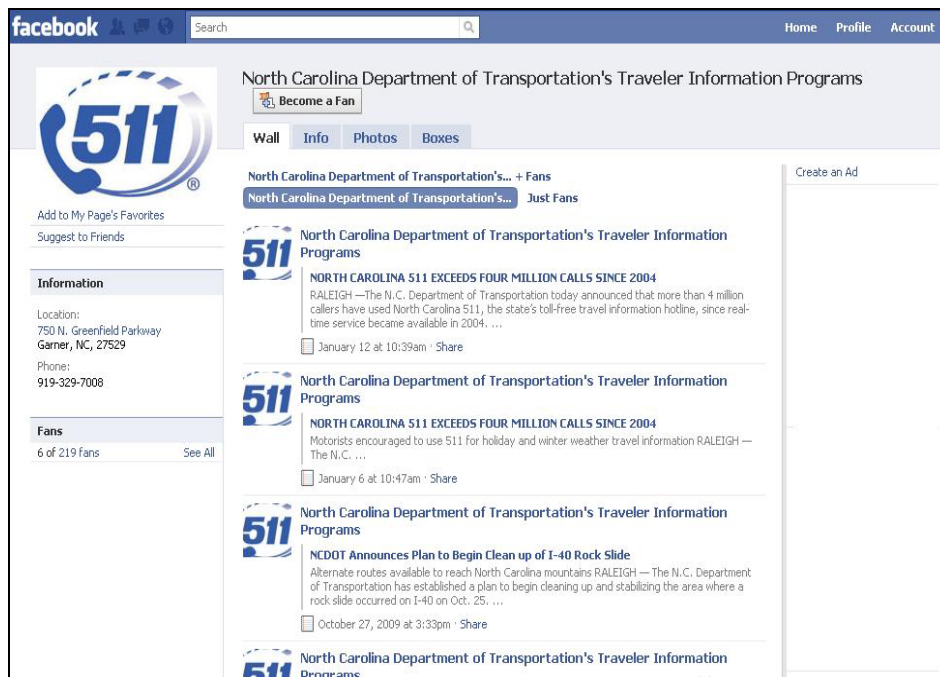 facebook
Search
Home Profile Account
511
®
North Carolina Department of Transportation's Traveler Information Programs
Become a Fan
Wall Info Photos Boxes
Add to My Page's Favorites
Suggest to Friends
Information
Location:
750 N. Greenfield Parkway
Garner, NC, 27529
Phone:
919-329-7008
Fans
6 of 219 fans See All
North Carolina Department of Transportation's... + Fans
North Carolina Department of Transportation's... Just Fans
511
North Carolina Department of Transportation's Traveler Information
Programs
NORTH CAROLINA 511 EXCEEDS FOUR MILLION CALLS SINCE 2004
RALEIGH —The N.C. Department of Transportation today announced that more than 4 million
callers have used North Carolina 511, the state's toll-free travel information hotline, since real-
time service became available in 2004. ...
January 12 at 10:39am · Share
511
North Carolina Department of Transportation's Traveler Information
Programs
NORTH CAROLINA 511 EXCEEDS FOUR MILLION CALLS SINCE 2004
Motorists encouraged to use 511 for holiday and winter weather travel information RALEIGH —
The N.C. ...
January 6 at 10:47am · Share
511
North Carolina Department of Transportation's Traveler Information
Programs
NCDOT Announces Plan to Begin Clean up of I-40 Rock Slide
Alternate routes available to reach North Carolina mountains RALEIGH — The N.C. Department
of Transportation has established a plan to begin cleaning up and stabilizing the area where a
rock slide occurred on I-40 on Oct. 25. ...
October 27, 2009 at 3:33pm · Share
511
North Carolina Department of Transportation's Traveler Information
Programs
Create an Ad